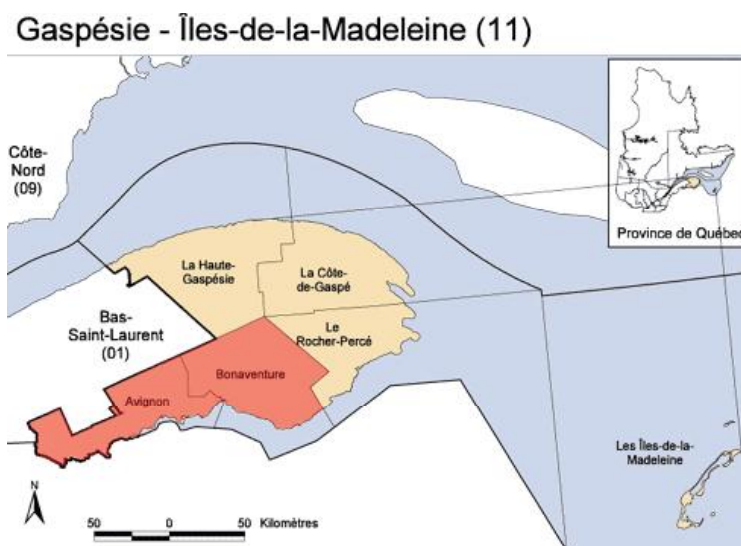 Gaspésie - Îles-de-la-Madeleine (11)
Côte-
Nord
(09)
Province de Québec
La Haute-
Gaspésie
La Côte-
de-Gaspé
Bas-
Saint-Laurent
(01)
Le
Rocher-Percé
Bonaventure
Avignon
Les Îles-de-la-
Madeleine
N
50 0 50 Kilomètres